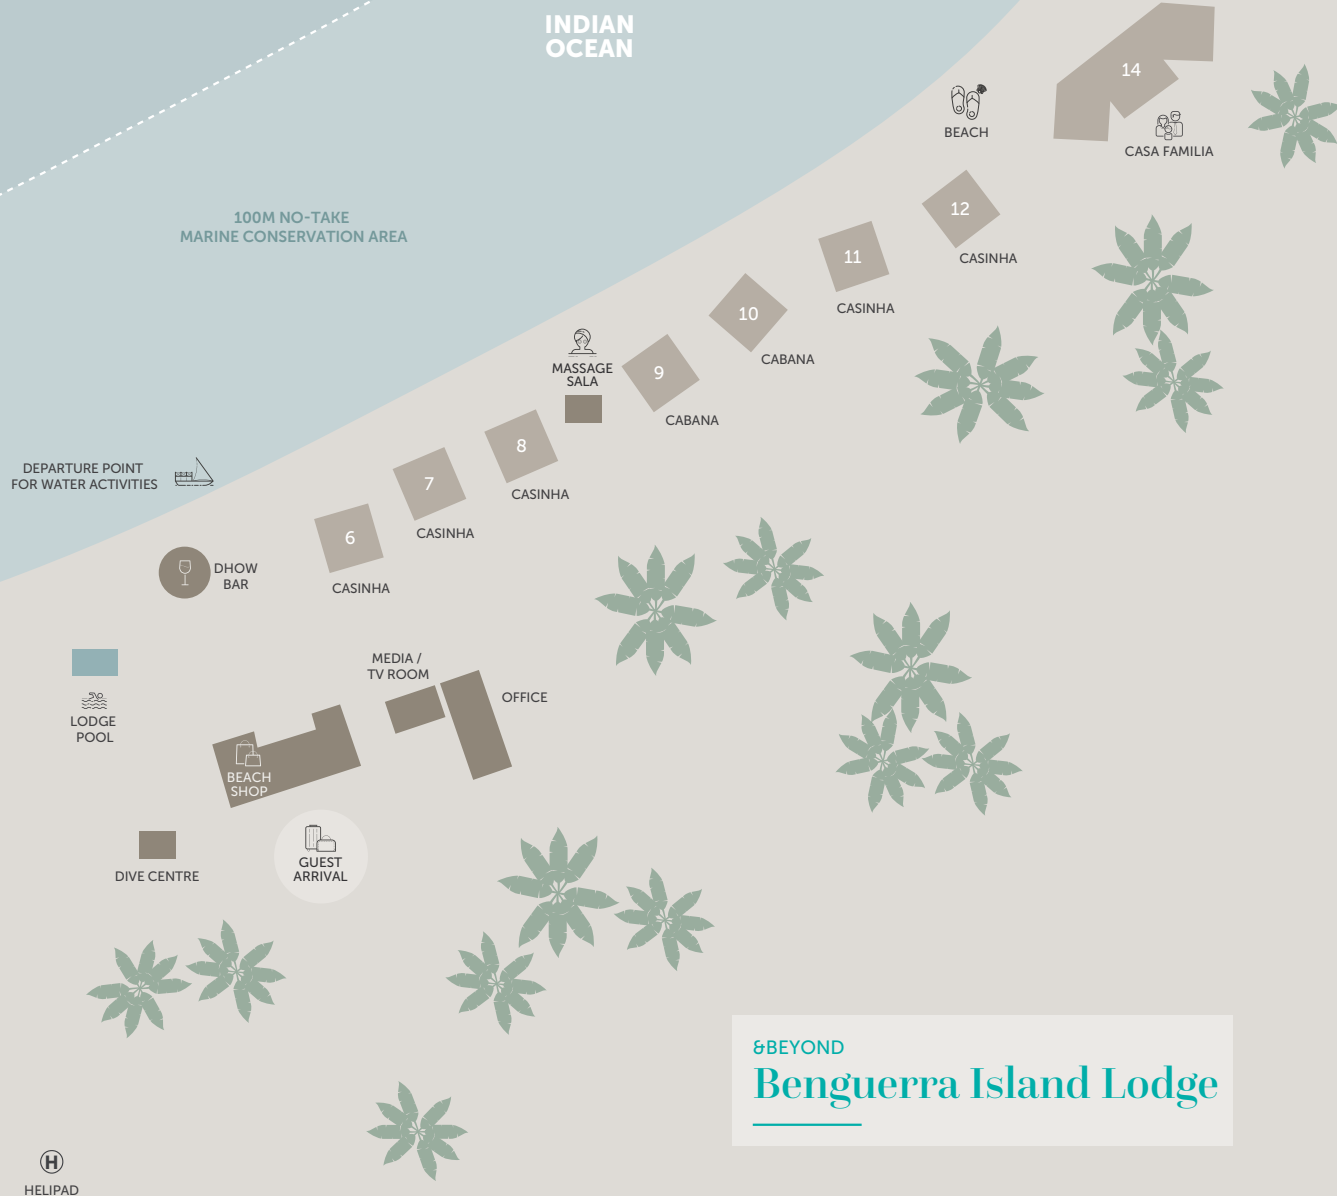 INDIAN
OCEAN
14
BEACH
CASA FAMILIA
12
CASINHA
100M NO-TAKE
MARINE CONSERVATION AREA
11
CASINHA
10
CABANA
MASSAGE
SALA
9
CABANA
8
CASINHA
DEPARTURE POINT
FOR WATER ACTIVITIES
7
CASINHA
6
CASINHA
DHOW
BAR
MEDIA /
TV ROOM
OFFICE
LODGE
POOL
BEACH
SHOP
GUEST
ARRIVAL
DIVE CENTRE
&BEYOND
Benguerra Island Lodge
H
HELIPAD